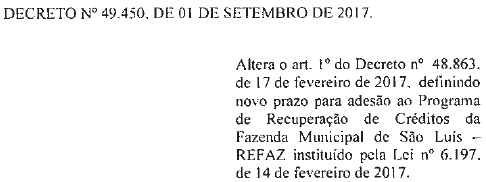 DECRETO Nº 49.450, DE 01 DE SETEMBRO DE 2017.
Altera o art. 1º do Decreto nº 48.863,
de 17 de fevereiro de 2017, definindo
novo prazo para adesão ao Programa
de Recuperação de Créditos da
Fazenda Municipal de São Luís –
REFAZ instituído pela Lei nº 6.197,
de 14 de fevereiro de 2017.